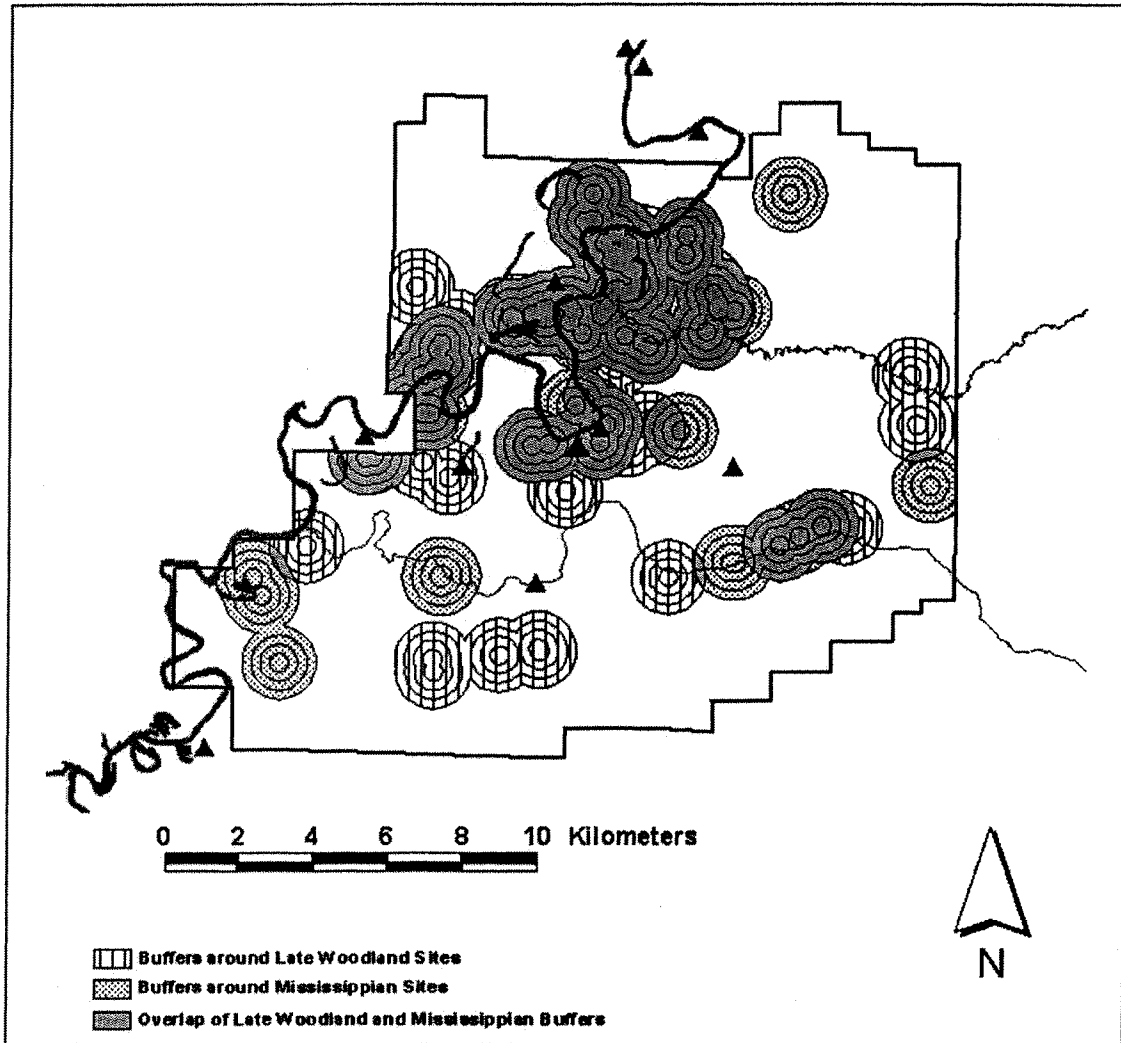 0 2 4 6 8 10 Kilometers
N
Buffers around Late Woodland Sites
Buffers around Mississippian Sites
Overlap of Late Woodland and Mississippian Buffers